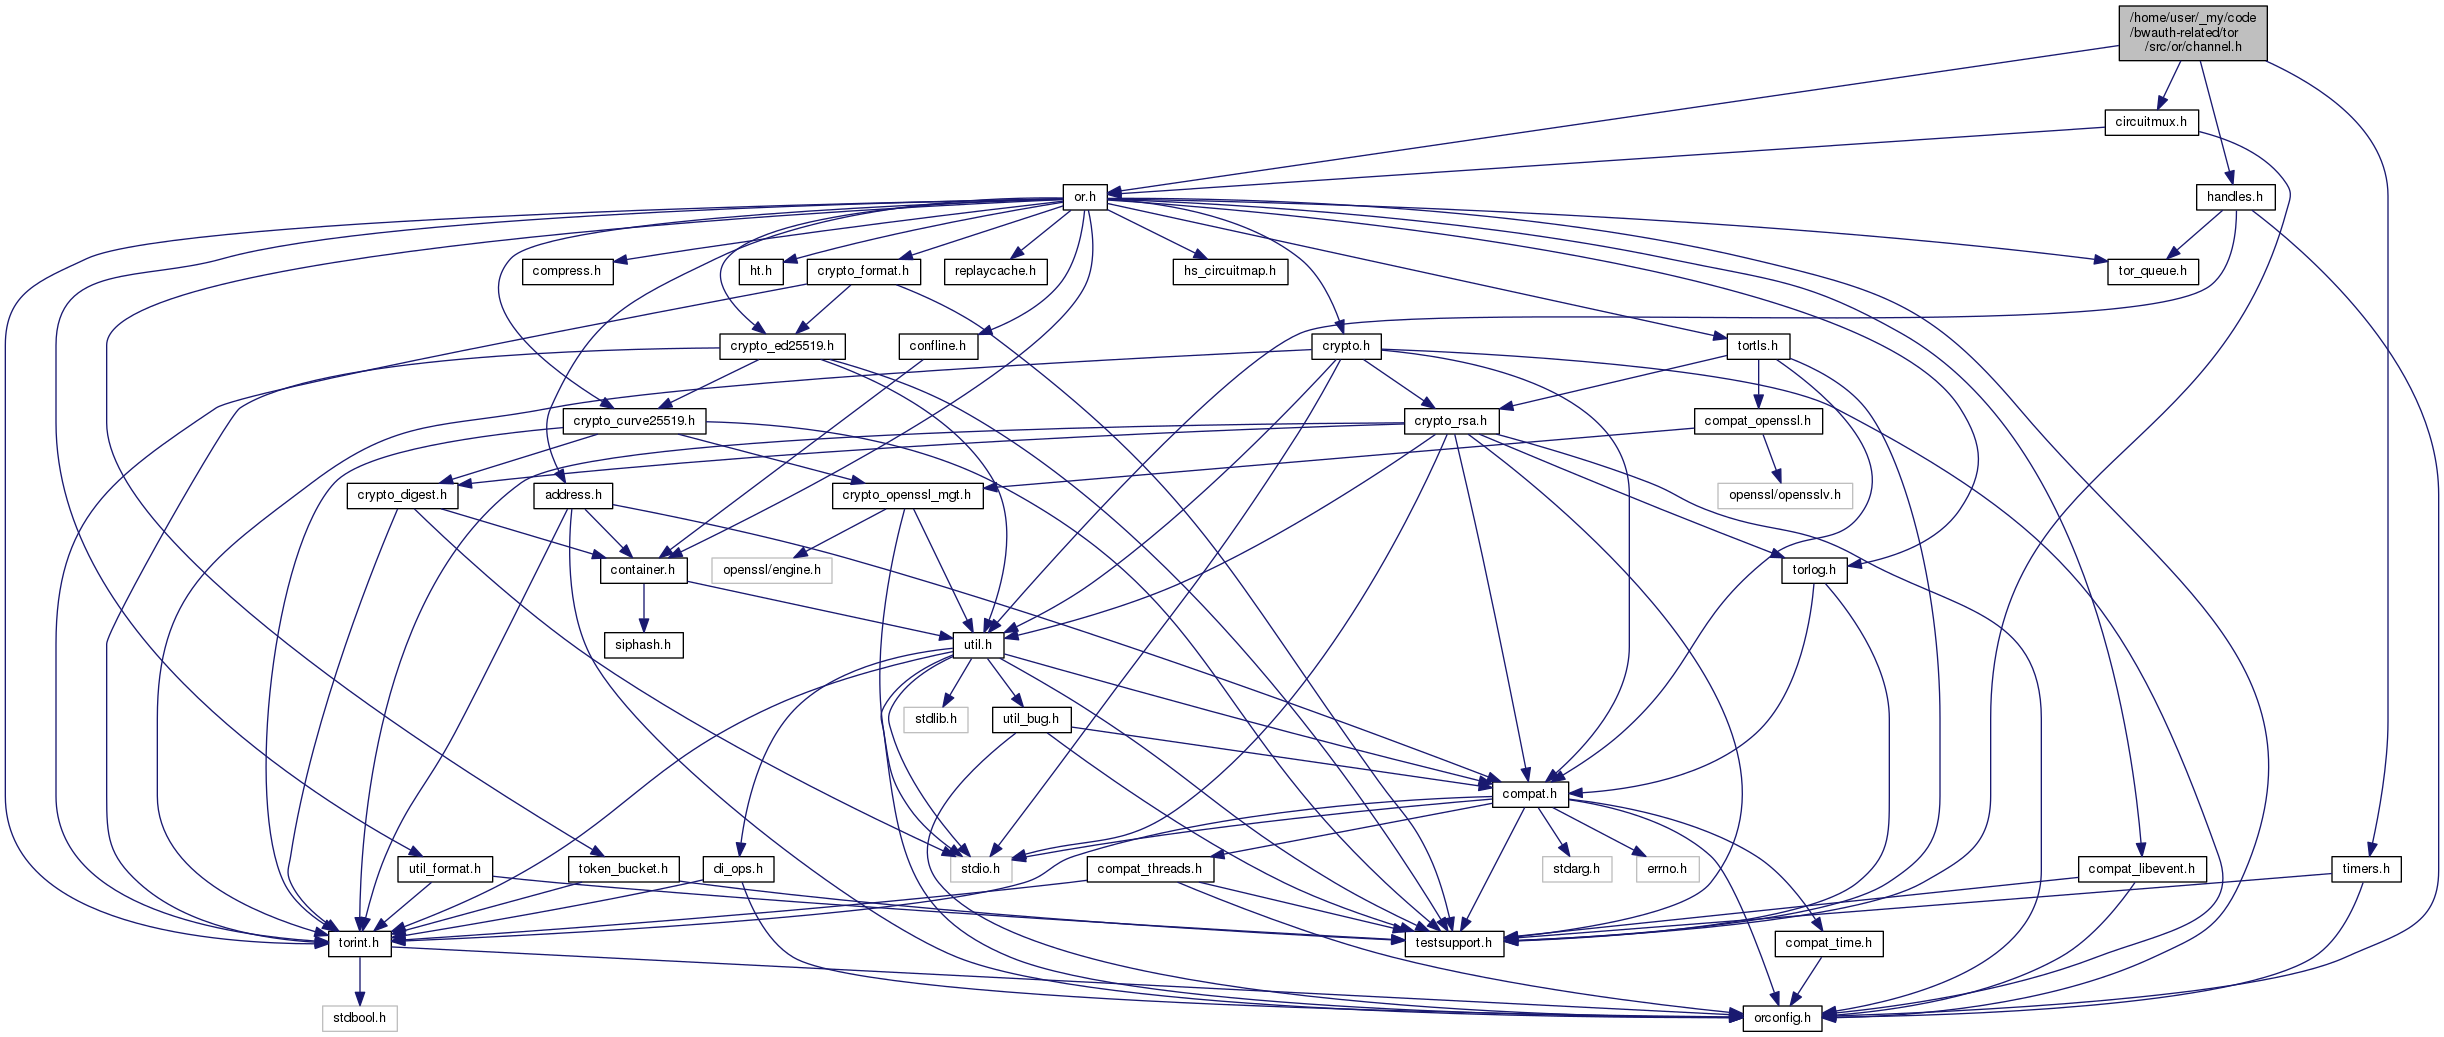 /home/user/_my/code
/bwauth-related/tor
/src/or/channel.h
circuitmux.h
or.h
handles.h
compress.h
ht.h
crypto_format.h
replaycache.h
hs_circuitmap.h
tor_queue.h
crypto_ed25519.h
confline.h
crypto.h
tortls.h
crypto_curve25519.h
crypto_rsa.h
compat_openssl.h
crypto_digest.h
address.h
crypto_openssl_mgt.h
openssl/opensslv.h
container.h
openssl/engine.h
torlog.h
siphash.h
util.h
stdlib.h
util_bug.h
compat.h
util_format.h
token_bucket.h
di_ops.h
stdio.h
compat_threads.h
stdarg.h
errno.h
compat_libevent.h
timers.h
torint.h
testsupport.h
compat_time.h
stdbool.h
orconfig.h